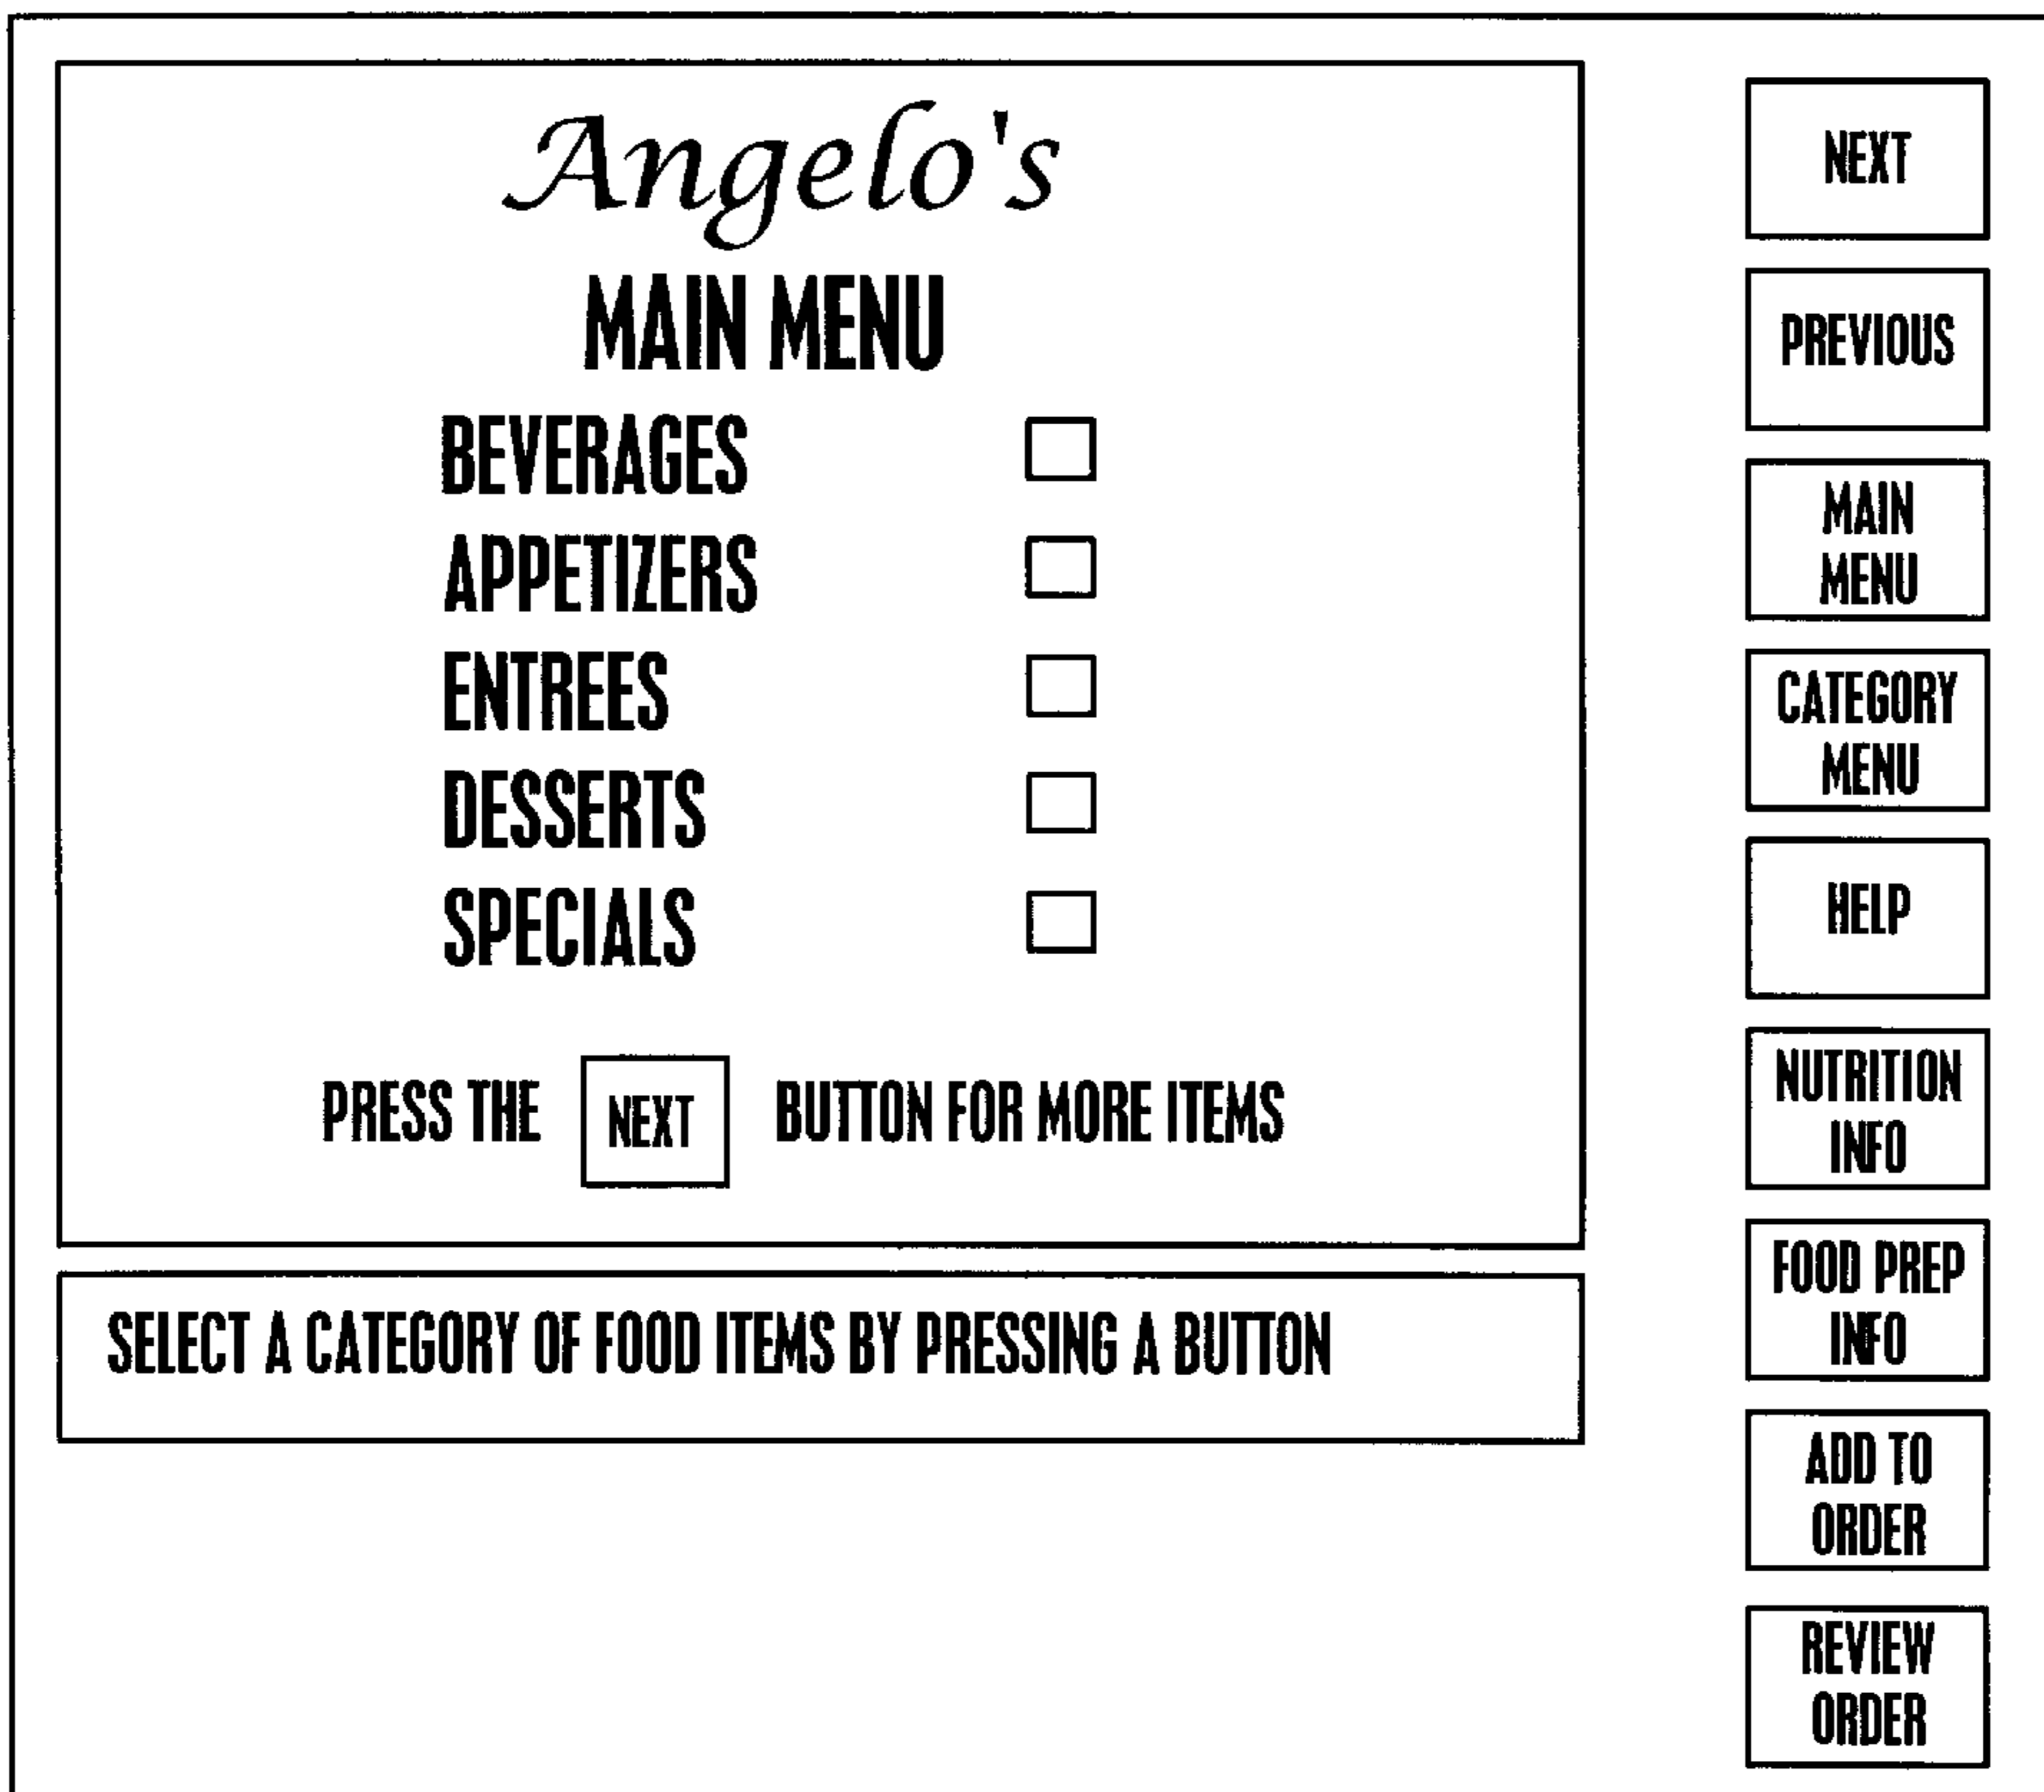 Angelo's
MAIN MENU
BEVERAGES
APPETIZERS
ENTREES
DESSERTS
SPECIALS
PRESS THE NEXT BUTTON FOR MORE ITEMS
SELECT A CATEGORY OF FOOD ITEMS BY PRESSING A BUTTON
NEXT
PREVIOUS
MAIN
MENU
CATEGORY
MENU
HELP
NUTRITION
INFO
FOOD PREP
INFO
ADD TO
ORDER
REVIEW
ORDER